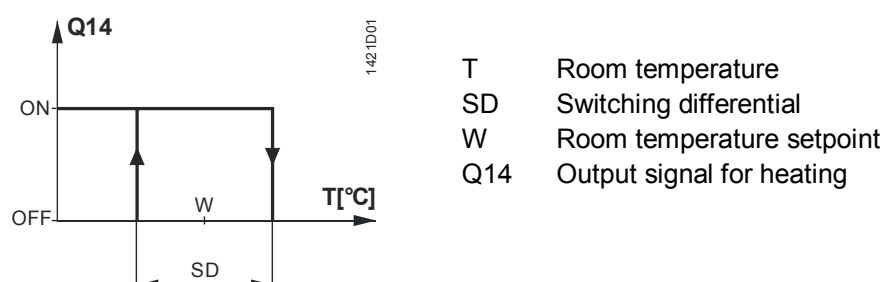 Q14
1421D01
ON
OFF
W
T[°C]
SD
T Room temperature
SD Switching differential
W Room temperature setpoint
Q14 Output signal for heating